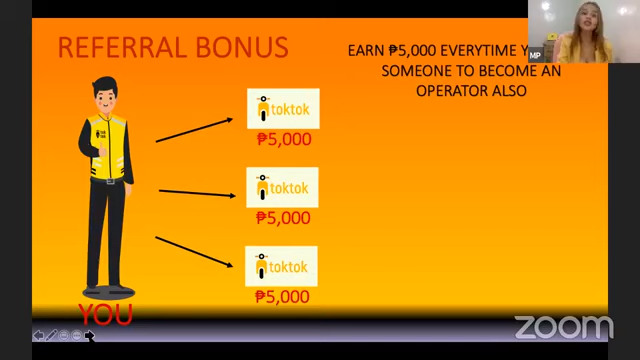 REFERRAL BONUS
EARN ₱5,000 EVERYTIME
SOMEONE TO BECOME AN
OPERATOR ALSO
MP
toktok
₱5,000
toktok
₱5,000
toktok
₱5,000
YOU
zoom